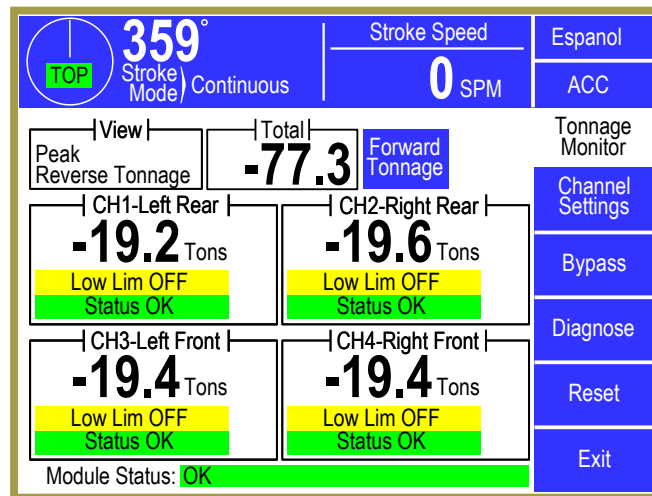 359°
TOP
Stroke Mode) Continuous
Stroke Speed
0 SPM
Espanol
ACC
View
Peak
Reverse Tonnage
Total
-77.3
Forward
Tonnage
Tonnage
Monitor
CH1-Left Rear
-19.2 Tons
Low Lim OFF
Status OK
CH2-Right Rear
-19.6 Tons
Low Lim OFF
Status OK
Channel
Settings
Bypass
CH3-Left Front
-19.4 Tons
Low Lim OFF
Status OK
CH4-Right Front
-19.4 Tons
Low Lim OFF
Status OK
Diagnose
Reset
Exit
Module Status: OK